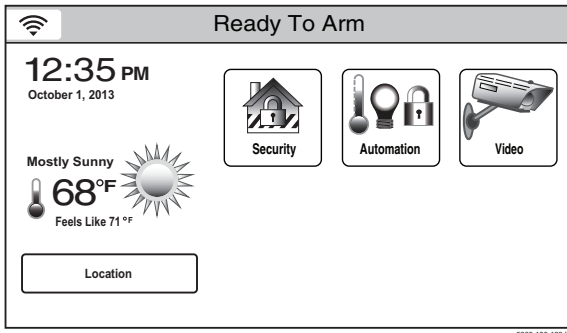 Ready To Arm
12:35 PM
October 1, 2013
Mostly Sunny
68°F
Feels Like 71 °F
Location
Security
Automation
Video